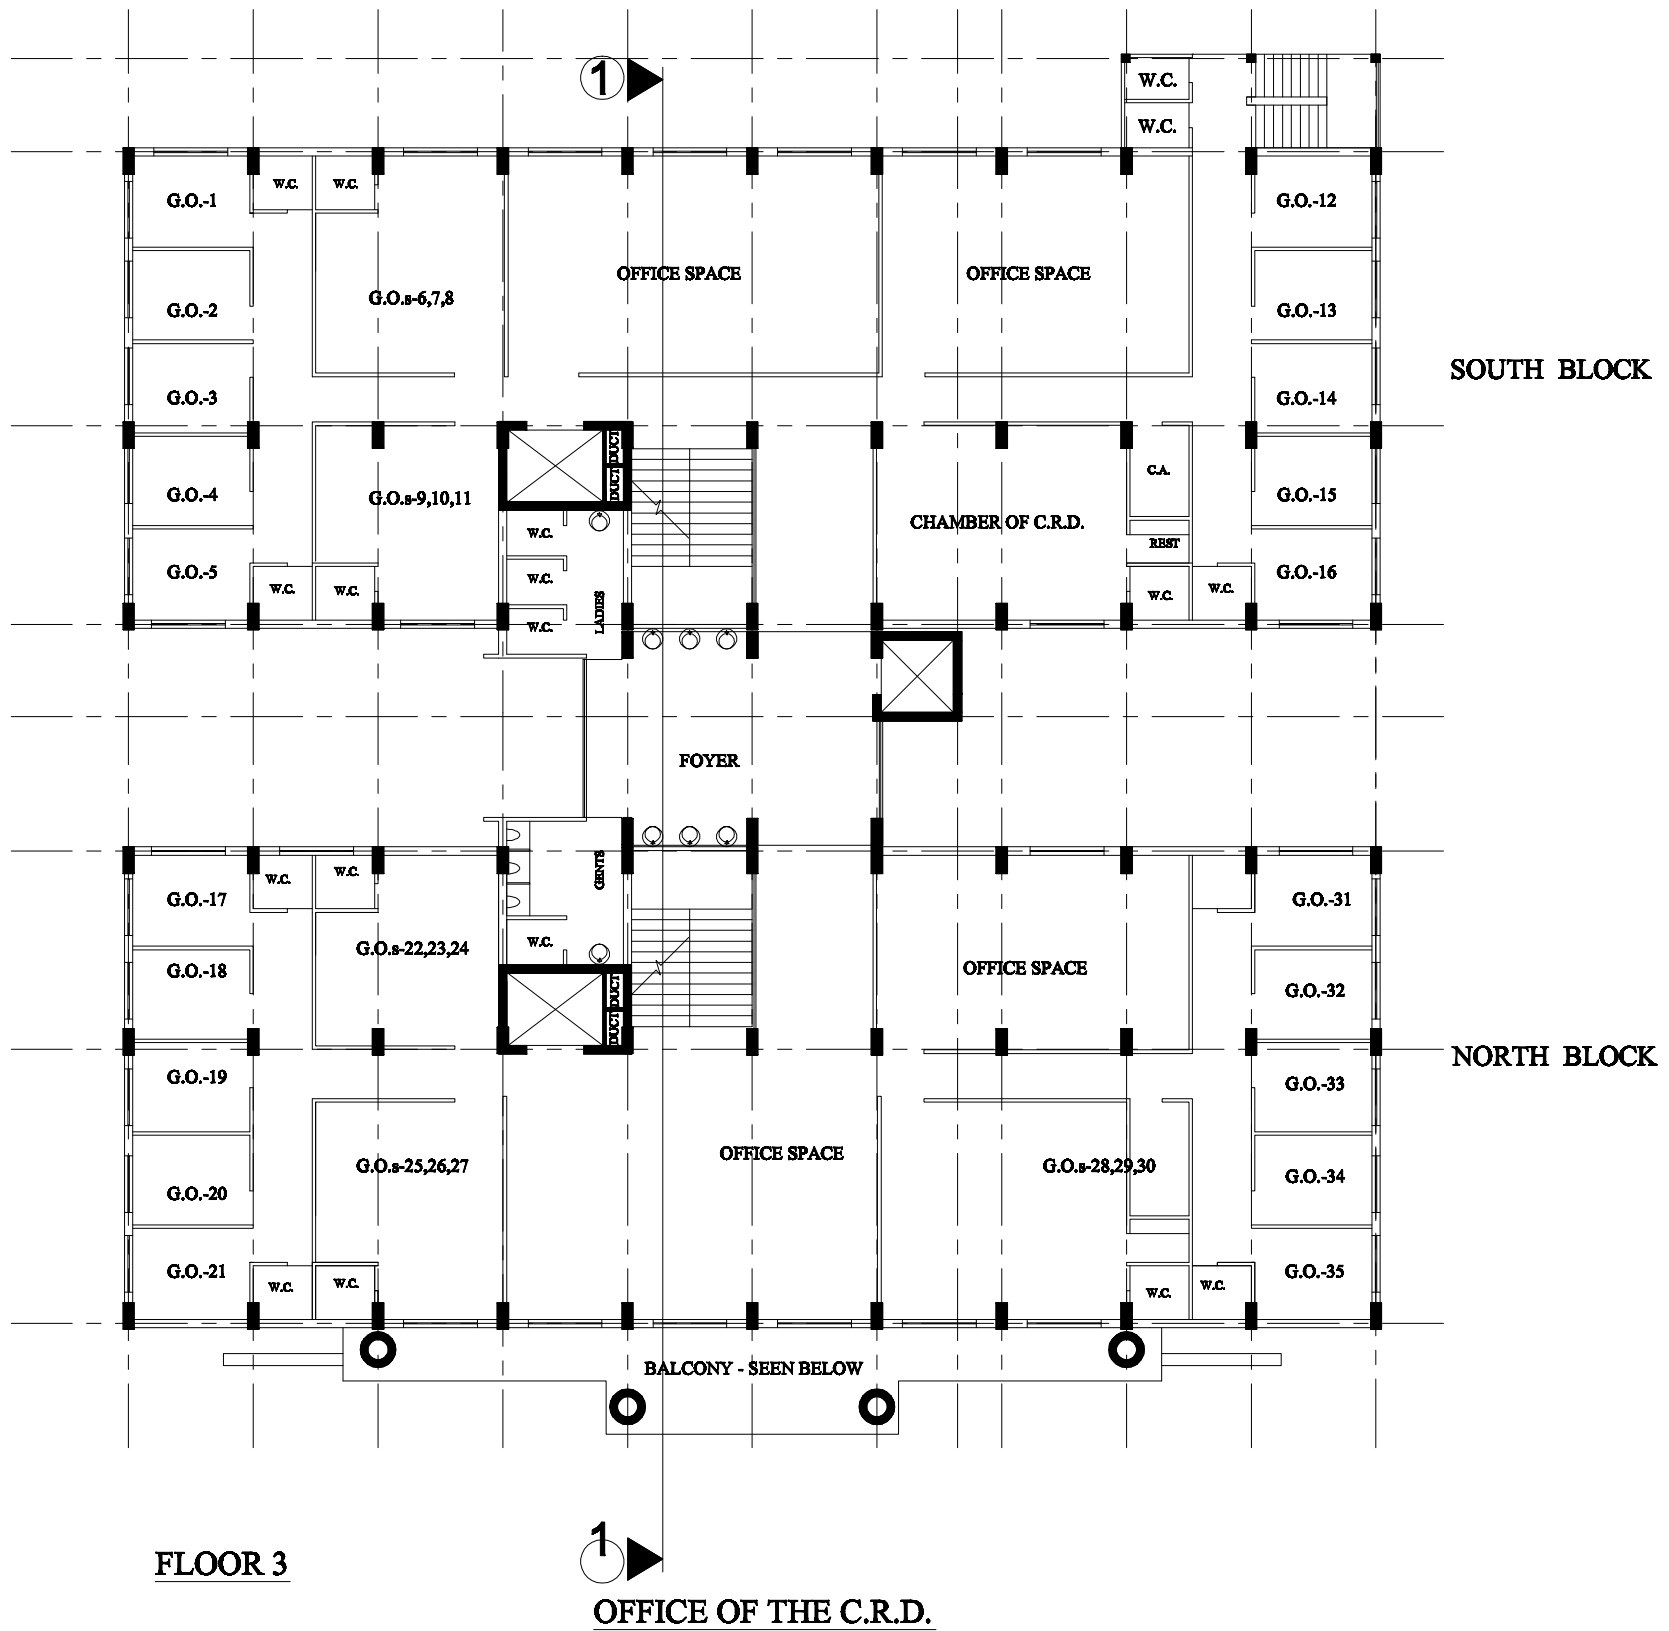 1
W.C.
W.C.
G.O.-1
W.C.
W.C.
G.O.-12
OFFICE SPACE
OFFICE SPACE
G.O.s-6,7,8
G.O.-2
G.O.-13
SOUTH BLOCK
G.O.-3
G.O.-14
DUCT
DUCT
C.A.
G.O.-4
G.O.s-9,10,11
G.O.-15
CHAMBER OF C.R.D.
W.C.
REST
G.O.-5
W.C.
G.O.-16
W.C.
W.C.
W.C.
W.C.
LADIES
W.C.
FOYER
GENTS
W.C.
W.C.
G.O.-17
G.O.-31
G.O.s-22,23,24
W.C.
G.O.-18
OFFICE SPACE
G.O.-32
DUCT
DUCT
NORTH BLOCK
G.O.-19
G.O.-33
OFFICE SPACE
G.O.s-25,26,27
G.O.s-28,29,30
G.O.-34
G.O.-20
G.O.-21
G.O.-35
W.C.
W.C.
W.C.
W.C.
BALCONY - SEEN BELOW
1
FLOOR 3
OFFICE OF THE C.R.D.